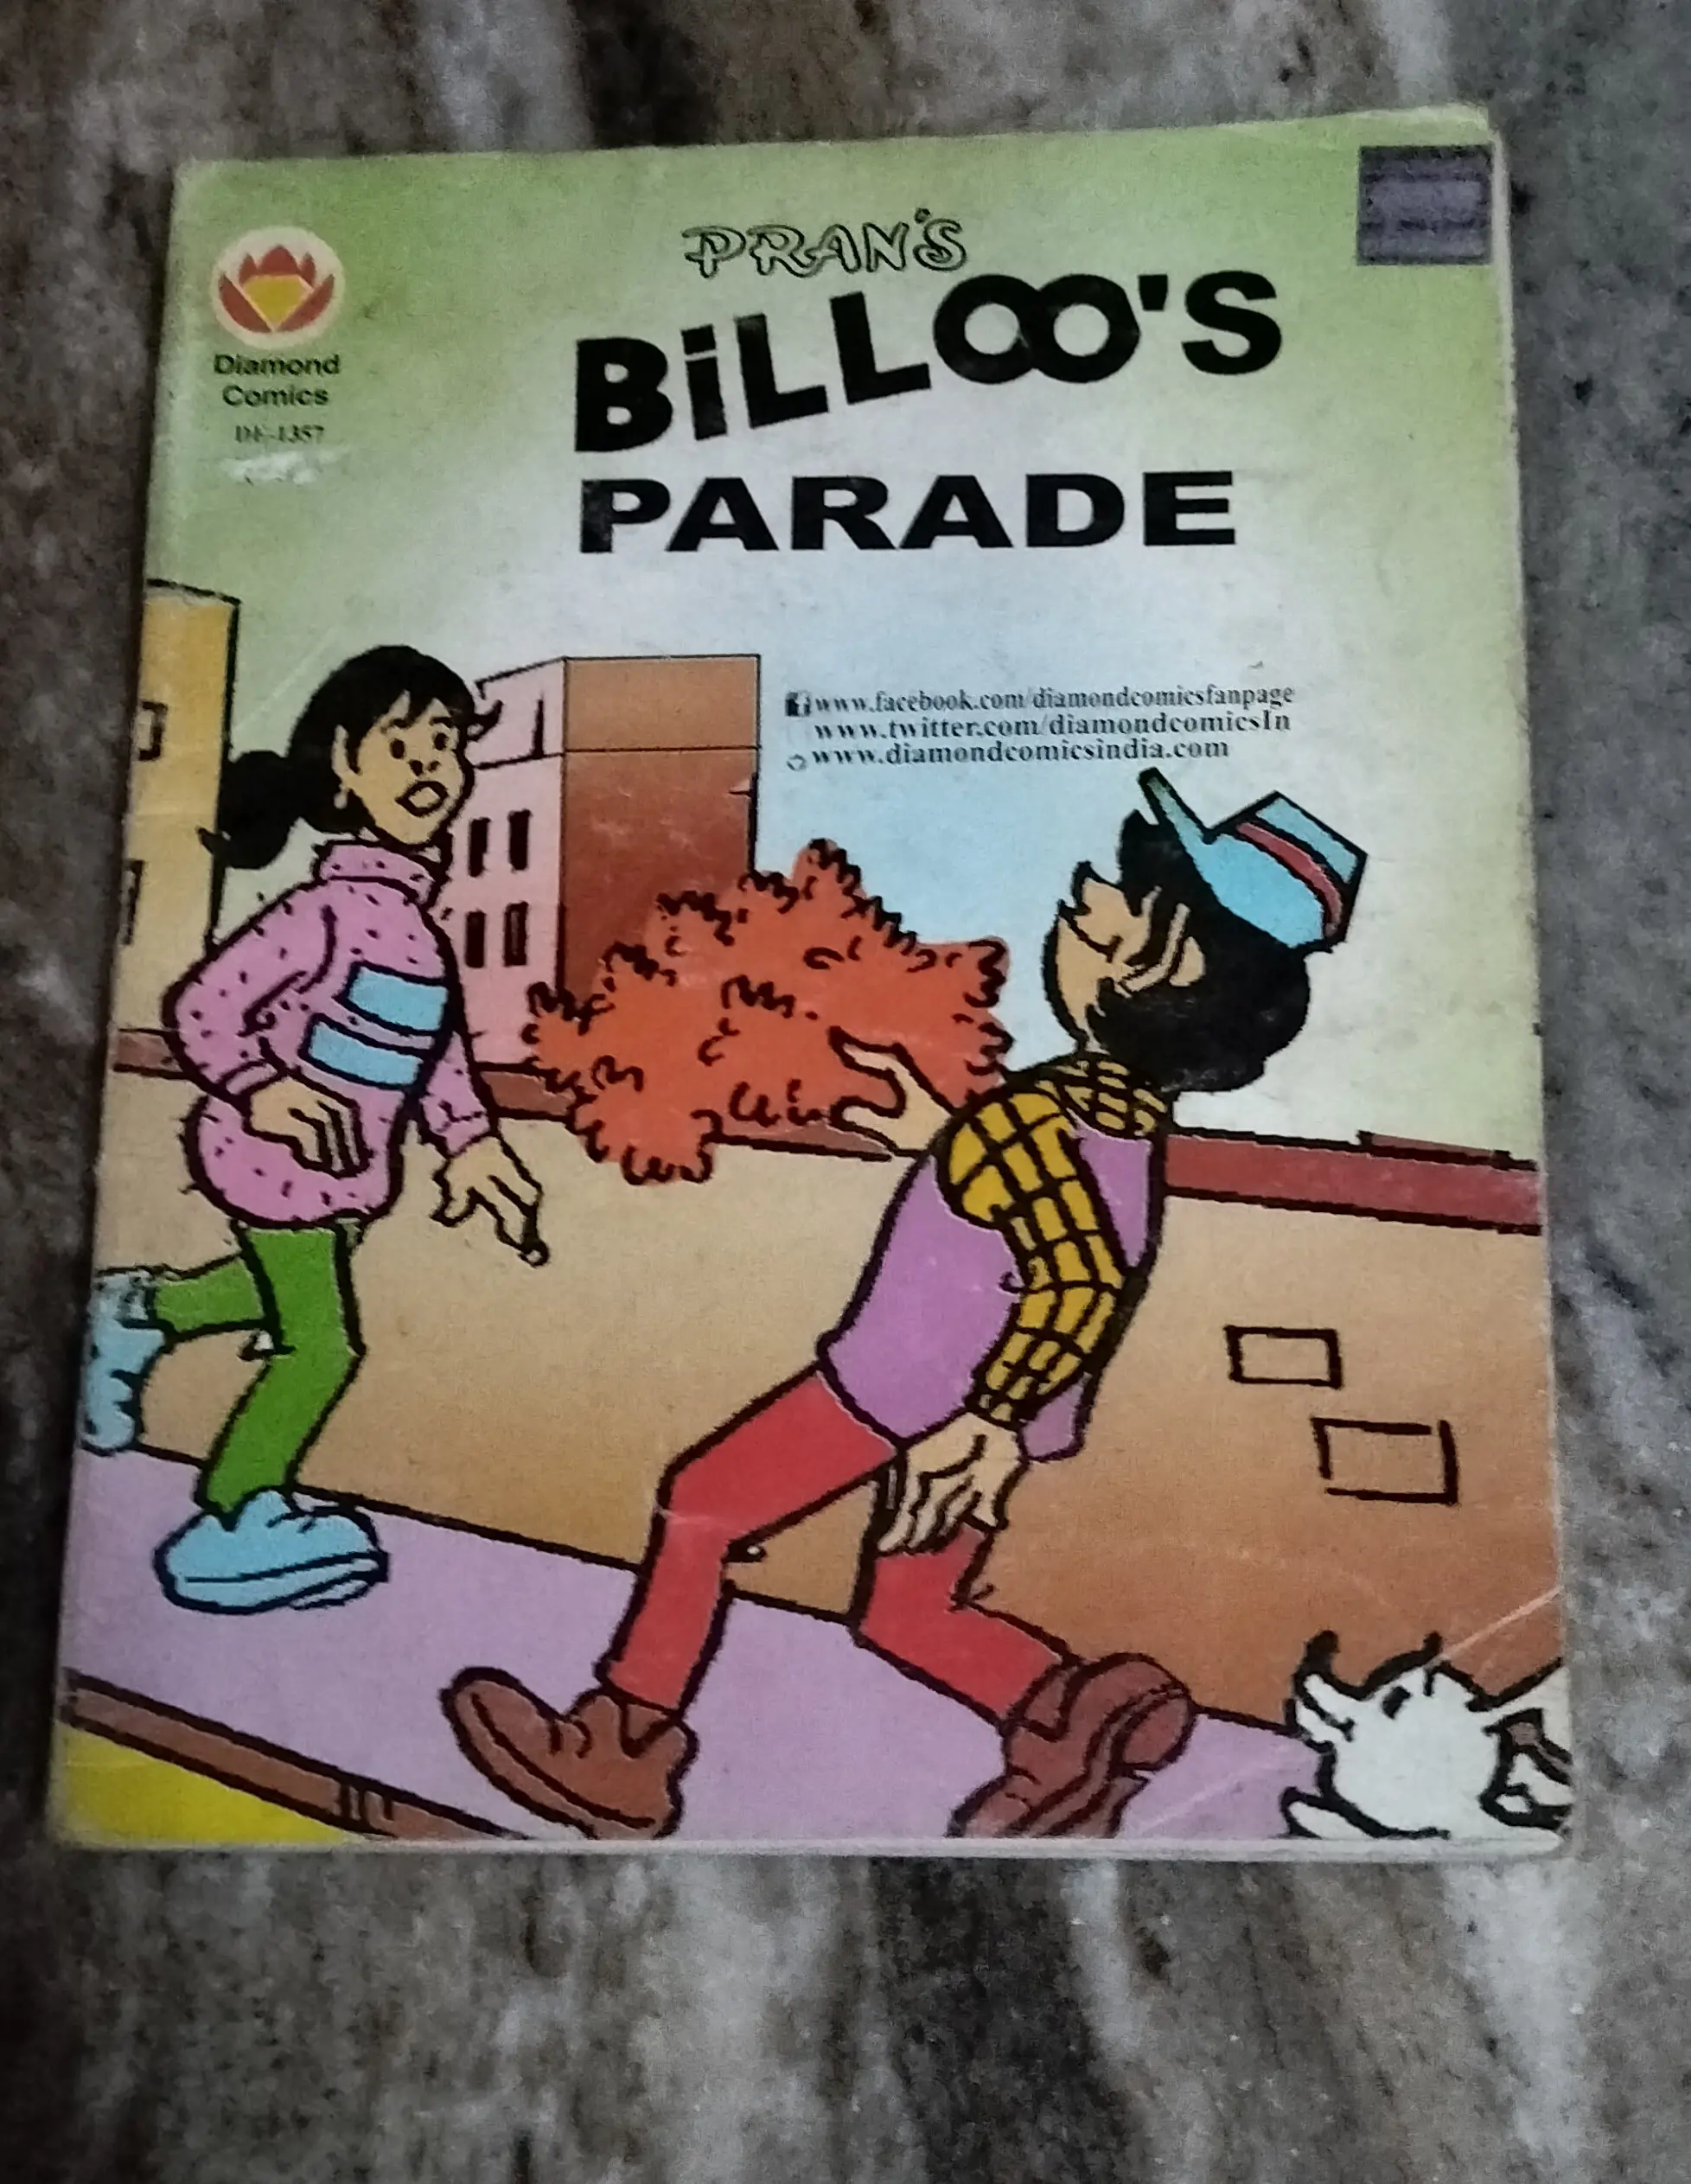 PRAN'S
BiLLOO'S
PARADE
Diamond
Comics
DE-1357
www.facebook.com/diamondcomicsfanpage
www.twitter.com/diamondcomicsIn
www.diamondcomicsindia.com